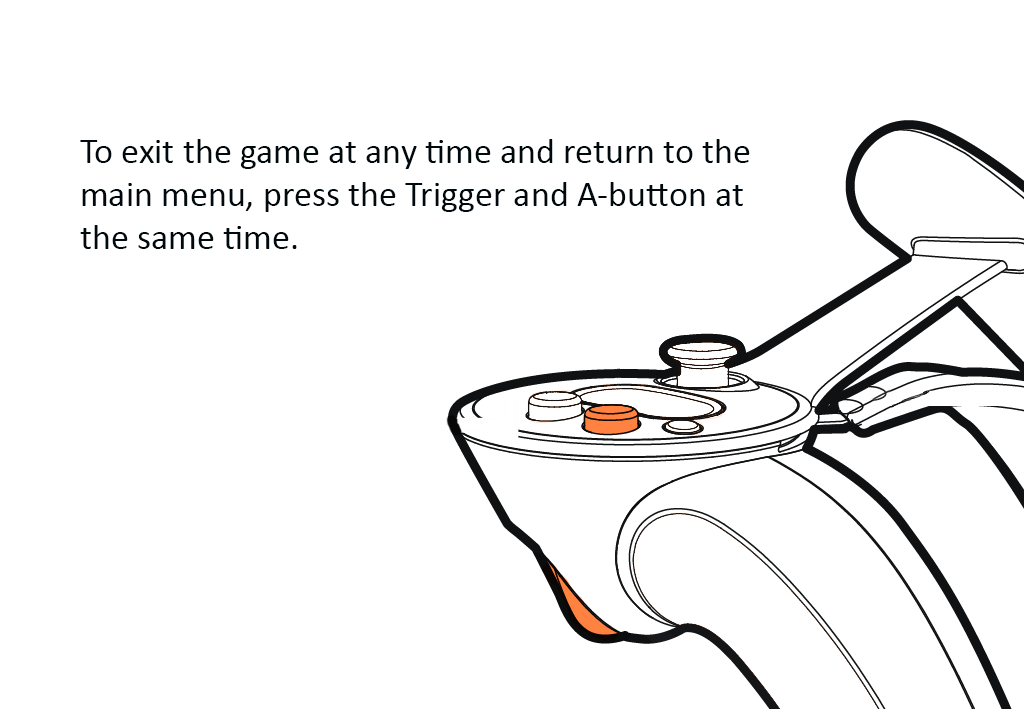 To exit the game at any time and return to the
main menu, press the Trigger and A-button at
the same time.